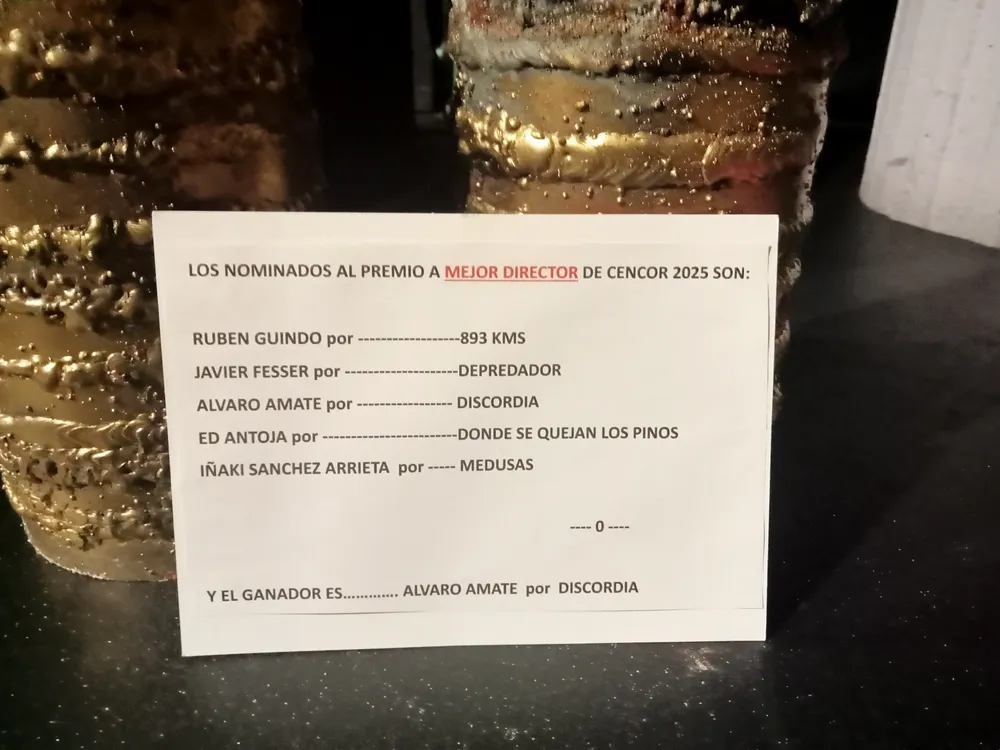 LOS NOMINADOS AL PREMIO A MEJOR DIRECTOR DE CENCOR 2025 SON:
RUBEN GUINDO por ------------------893 KMS
JAVIER FESSER por --------------------DEPREDADOR
ALVARO AMATE por ----------------- DISCORDIA
ED ANTOJA por ------------------------DONDE SE QUEJAN LOS PINOS
IÑAKI SANCHEZ ARRIETA por ----- MEDUSAS
---- 0 ----
Y EL GANADOR ES............. ALVARO AMATE por DISCORDIA